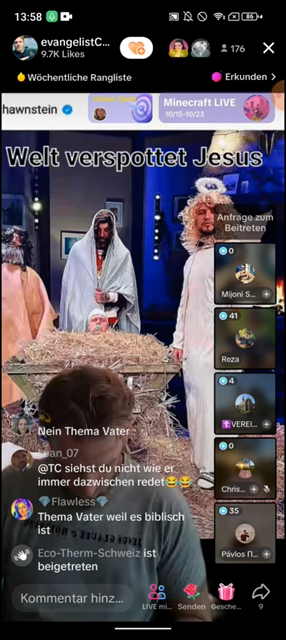 13:58
86
evangelistC...
9.7K Likes
176
Wöchentliche Rangliste
Erkunden >
hawnstein
Minecraft LIVE
10/15-10/23
Welt verspottet Jesus
Anfrage zum
Beitreten
0
Mijoni S...
41
Reza
4
VEREI...
0
Chris...
35
Pávlos Π...
Nein Thema Vater
@TC siehst du nicht wie er
immer dazwischen redet😂😂
💎Flawless💎
Thema Vater weil es biblisch
ist
Eco-Therm-Schweiz ist
beigetreten
Kommentar hinz...
LIVE mi...
Senden
Gesche...
9